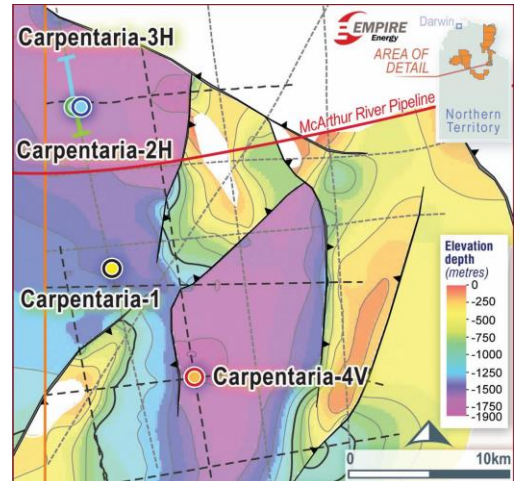 Carpentaria-3H
EMPIRE
Energy
Darwin
AREA OF
DETAIL
Northern
Territory
McArthur River Pipeline
Carpentaria-2H
Carpentaria-1
Carpentaria-4V
Elevation
depth
(metres)
0
-250
-500
-750
-1000
-1250
-1500
-1750
-1900
0 10km